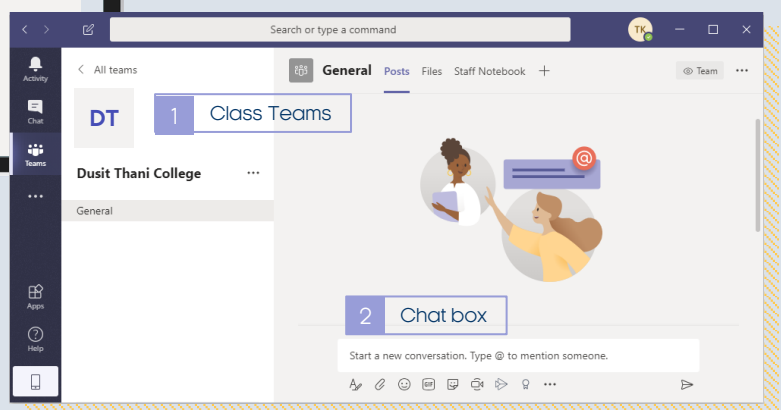 Search or type a command
TK
Activity
Chat
Teams
Apps
Help
All teams
DT
1 Class Teams
Dusit Thani College
General
General Posts Files Staff Notebook
Team
@
2 Chat box
Start a new conversation. Type @ to mention someone.
GIF